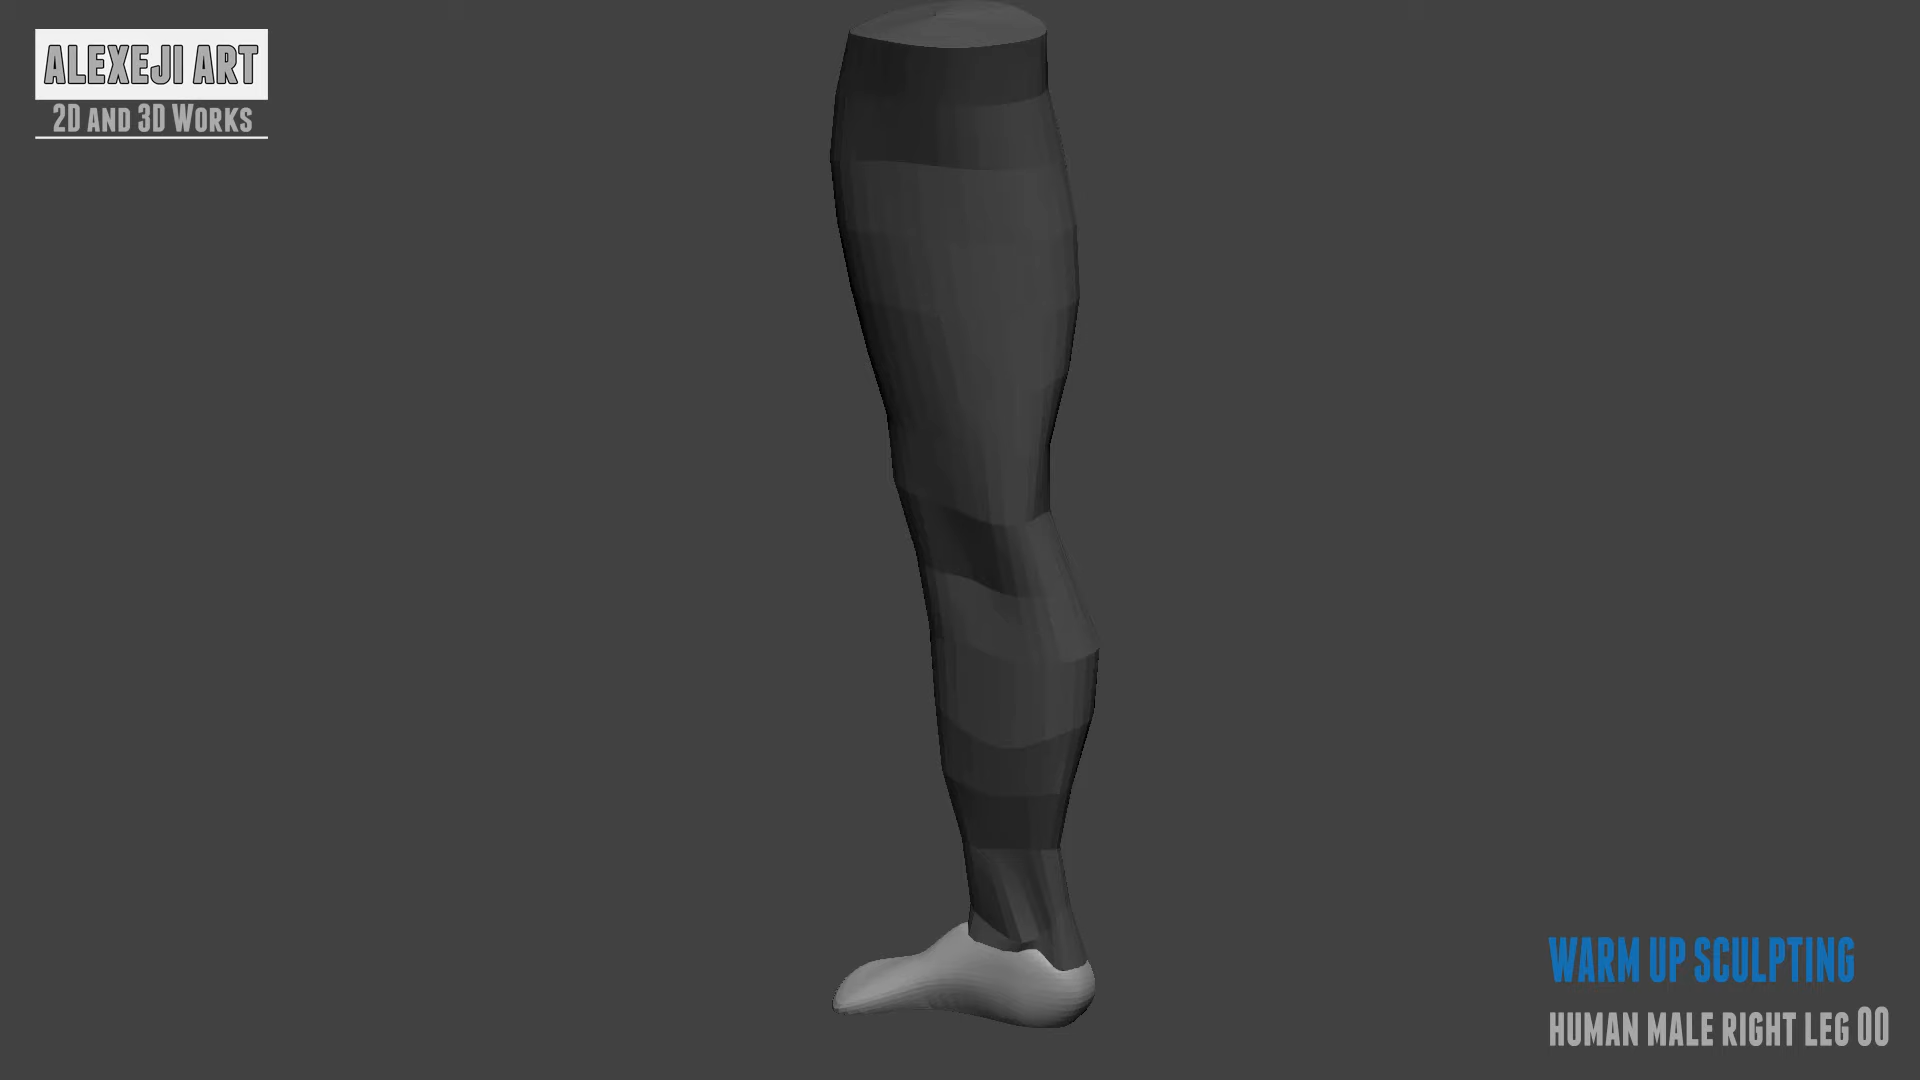 ALEXEJI ART
2D AND 3D WORKS
WARM UP SCULPTING
HUMAN MALE RIGHT LEG 00